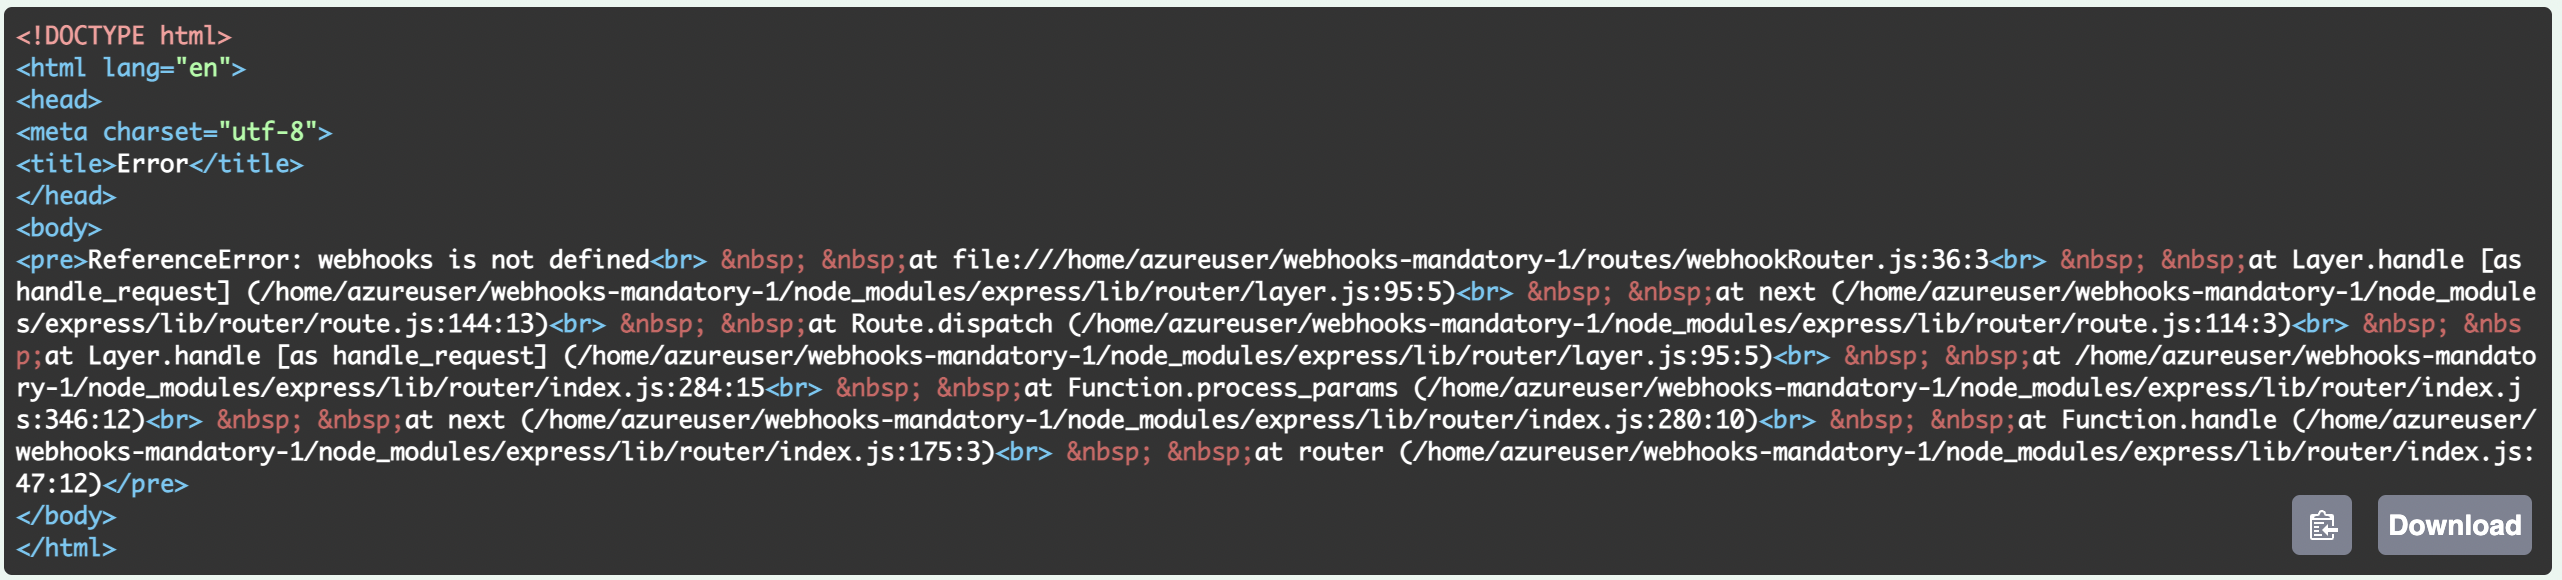 <!DOCTYPE html>
<html lang="en">
<head>
<meta charset="utf-8">
<title>Error</title>
</head>
<body>
<pre>ReferenceError: webhooks is not defined<br> &nbsp; &nbsp;at file:///home/azureuser/webhooks-mandatory-1/routes/webhookRouter.js:36:3<br> &nbsp; &nbsp;at Layer.handle [as
handle_request] (/home/azureuser/webhooks-mandatory-1/node_modules/express/lib/router/layer.js:95:5)<br> &nbsp; &nbsp;at next (/home/azureuser/webhooks-mandatory-1/node_module
s/express/lib/router/route.js:144:13)<br> &nbsp; &nbsp;at Route.dispatch (/home/azureuser/webhooks-mandatory-1/node_modules/express/lib/router/route.js:114:3)<br> &nbsp; &nbs
p;at Layer.handle [as handle_request] (/home/azureuser/webhooks-mandatory-1/node_modules/express/lib/router/layer.js:95:5)<br> &nbsp; &nbsp;at /home/azureuser/webhooks-mandato
ry-1/node_modules/express/lib/router/index.js:284:15<br> &nbsp; &nbsp;at Function.process_params (/home/azureuser/webhooks-mandatory-1/node_modules/express/lib/router/index.j
s:346:12)<br> &nbsp; &nbsp;at next (/home/azureuser/webhooks-mandatory-1/node_modules/express/lib/router/index.js:280:10)<br> &nbsp; &nbsp;at Function.handle (/home/azureuser/
webhooks-mandatory-1/node_modules/express/lib/router/index.js:175:3)<br> &nbsp; &nbsp;at router (/home/azureuser/webhooks-mandatory-1/node_modules/express/lib/router/index.js:
47:12)</pre>
</body>
</html>
Download